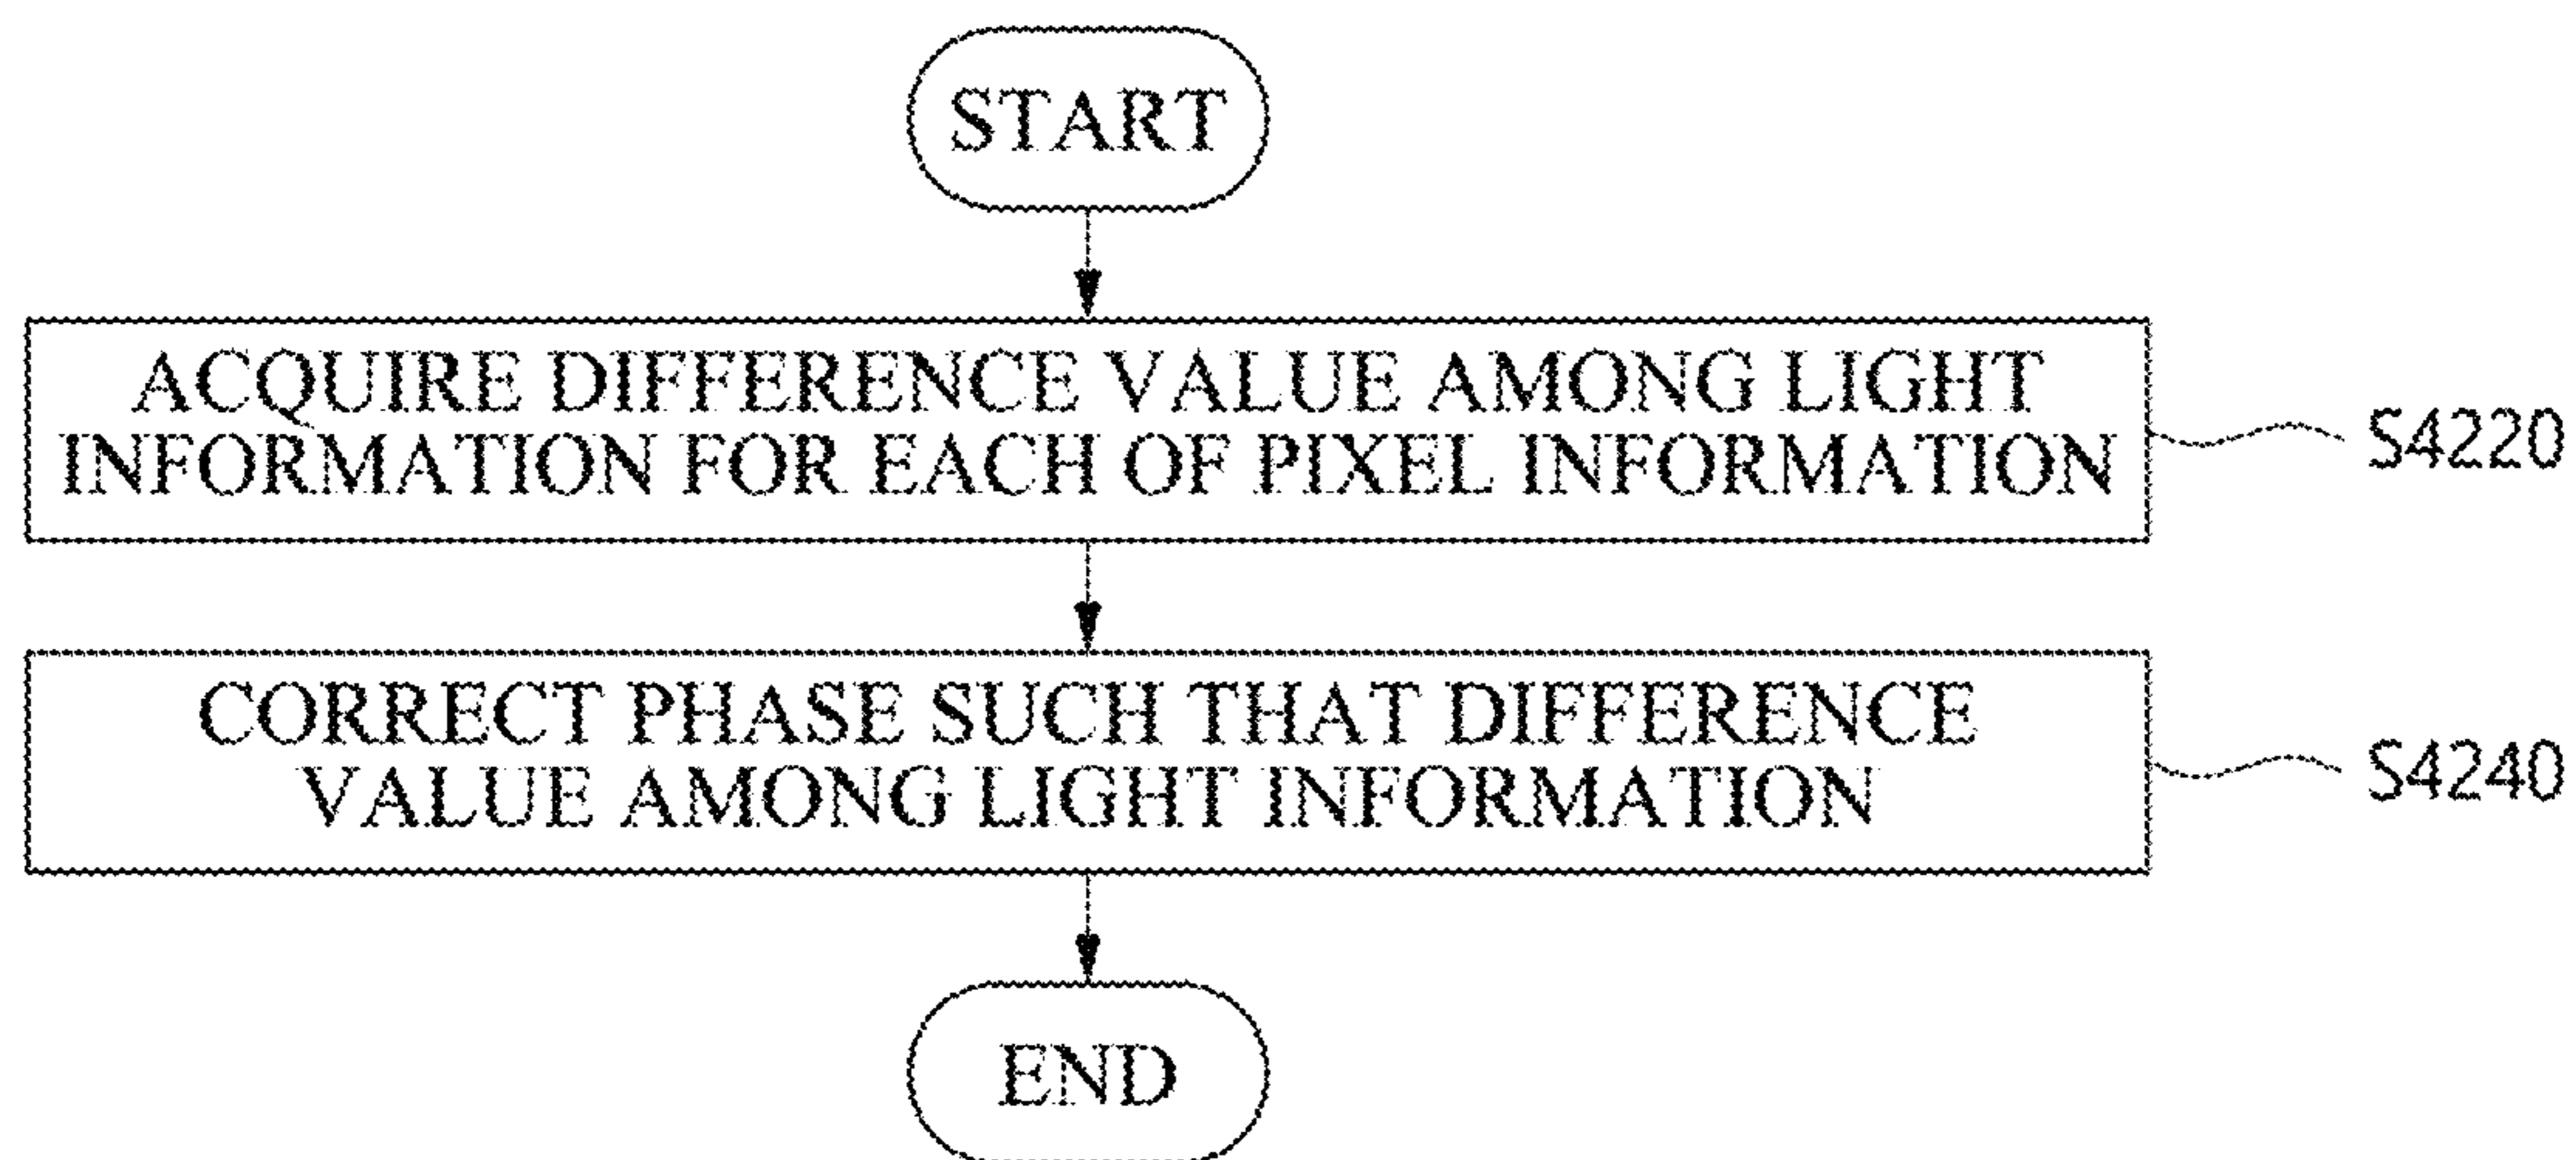 START
ACQUIRE DIFFERENCE VALUE AMONG LIGHT
INFORMATION FOR EACH OF PIXEL INFORMATION
S4220
CORRECT PHASE SUCH THAT DIFFERENCE
VALUE AMONG LIGHT INFORMATION
S4240
END